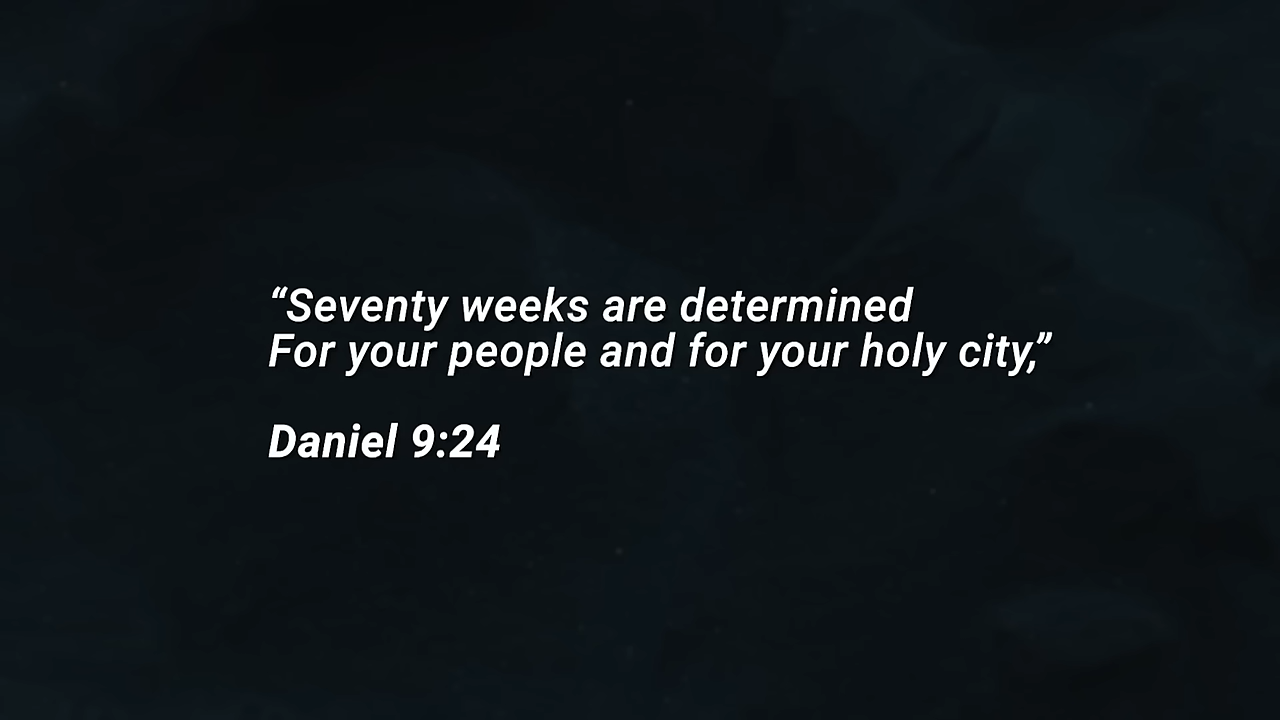 “Seventy weeks are determined
For your people and for your holy city,”
Daniel 9:24